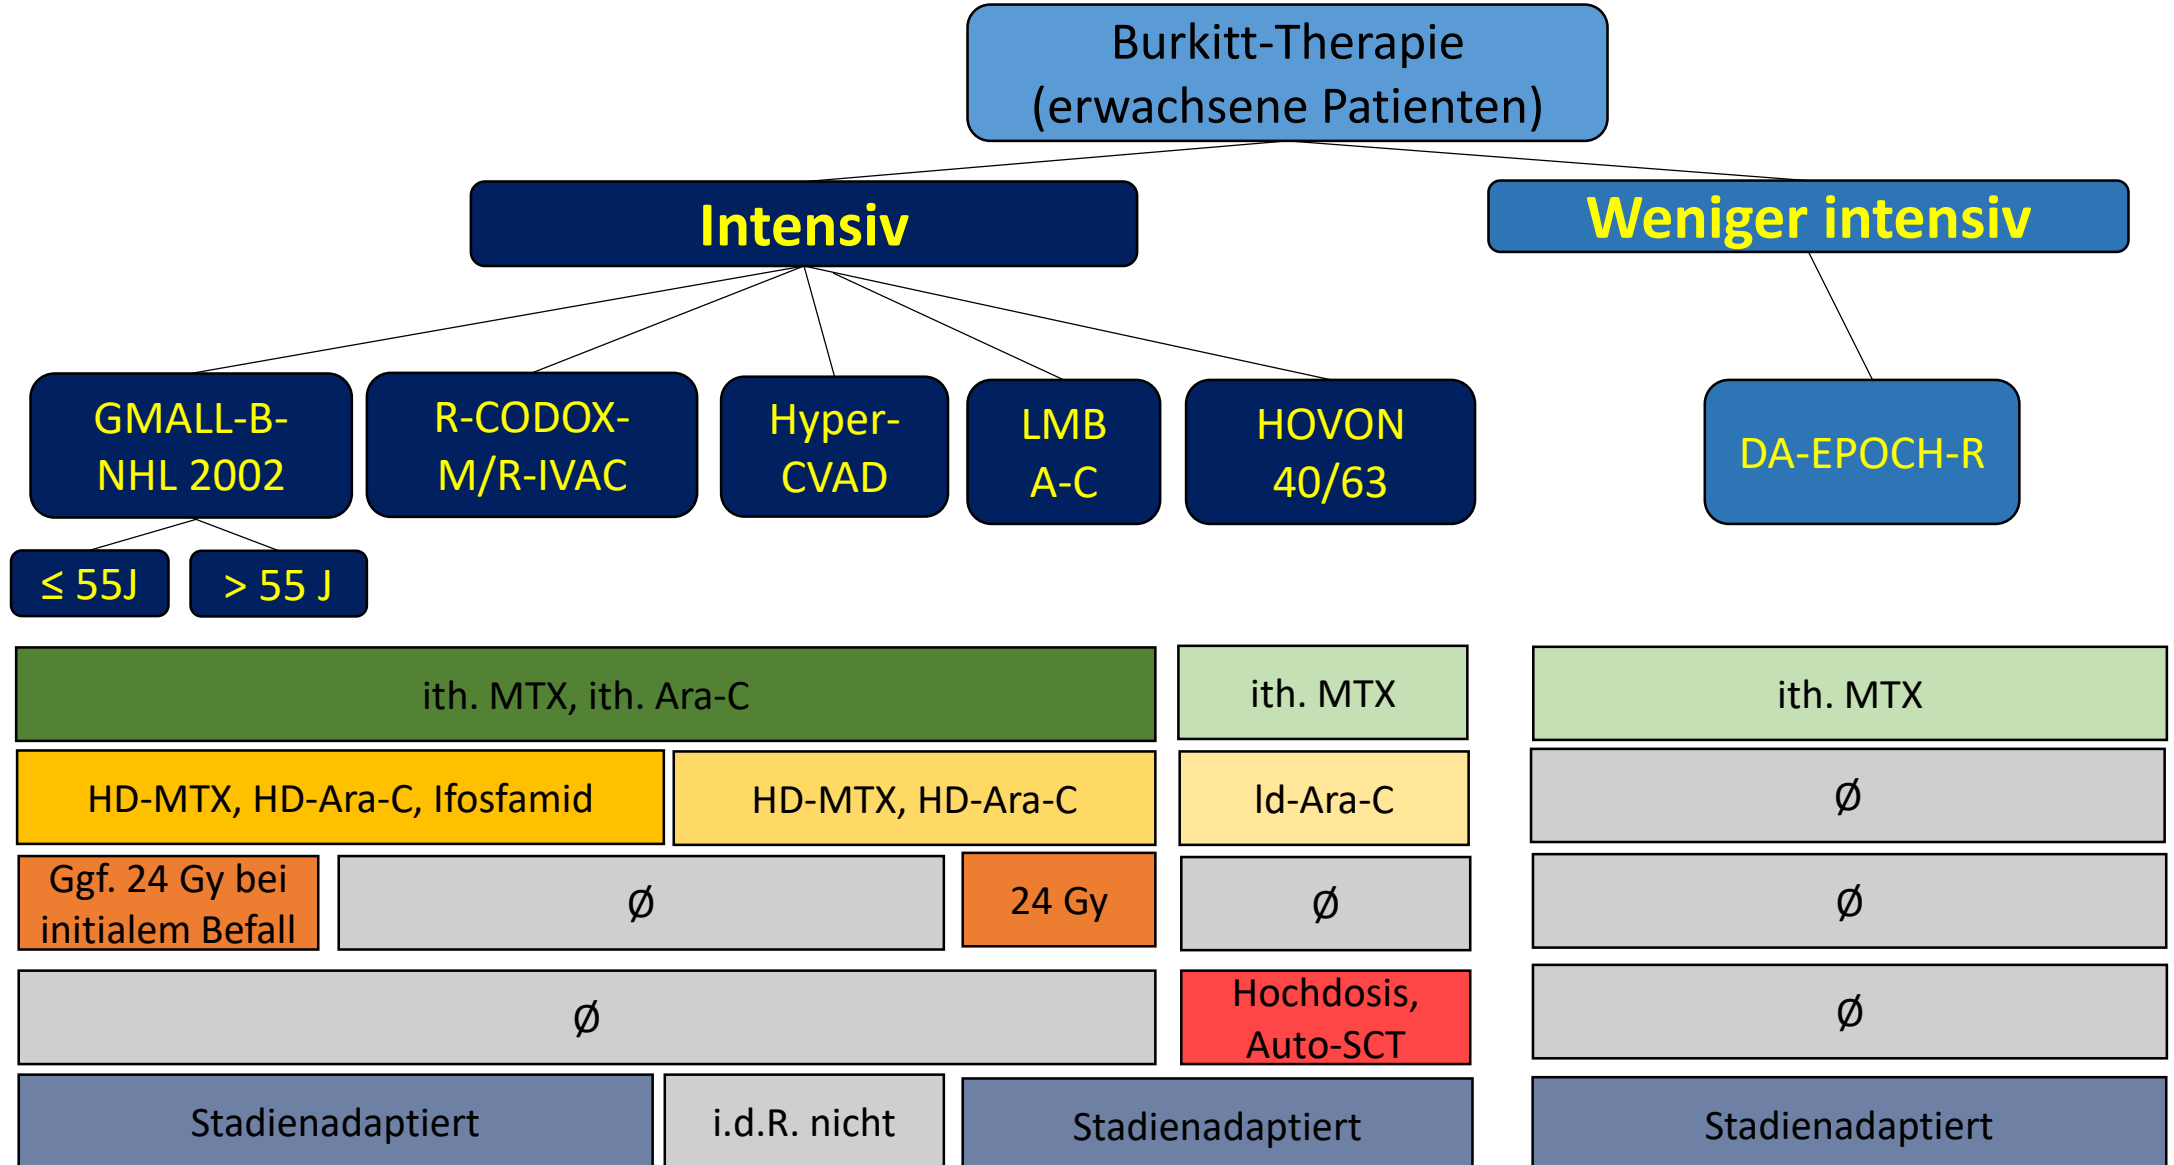 Burkitt-Therapie
(erwachsene Patienten)
Intensiv
Weniger intensiv
GMALL-B-
NHL 2002
R-CODOX-
M/R-IVAC
Hyper-
CVAD
LMB
A-C
HOVON
40/63
DA-EPOCH-R
≤ 55J
> 55 J
ith. MTX, ith. Ara-C
ith. MTX
ith. MTX
HD-MTX, HD-Ara-C, Ifosfamid
HD-MTX, HD-Ara-C
ld-Ara-C
Ø
Ggf. 24 Gy bei
initialem Befall
Ø
24 Gy
Ø
Ø
Ø
Hochdosis,
Auto-SCT
Ø
Stadienadaptiert
i.d.R. nicht
Stadienadaptiert
Stadienadaptiert